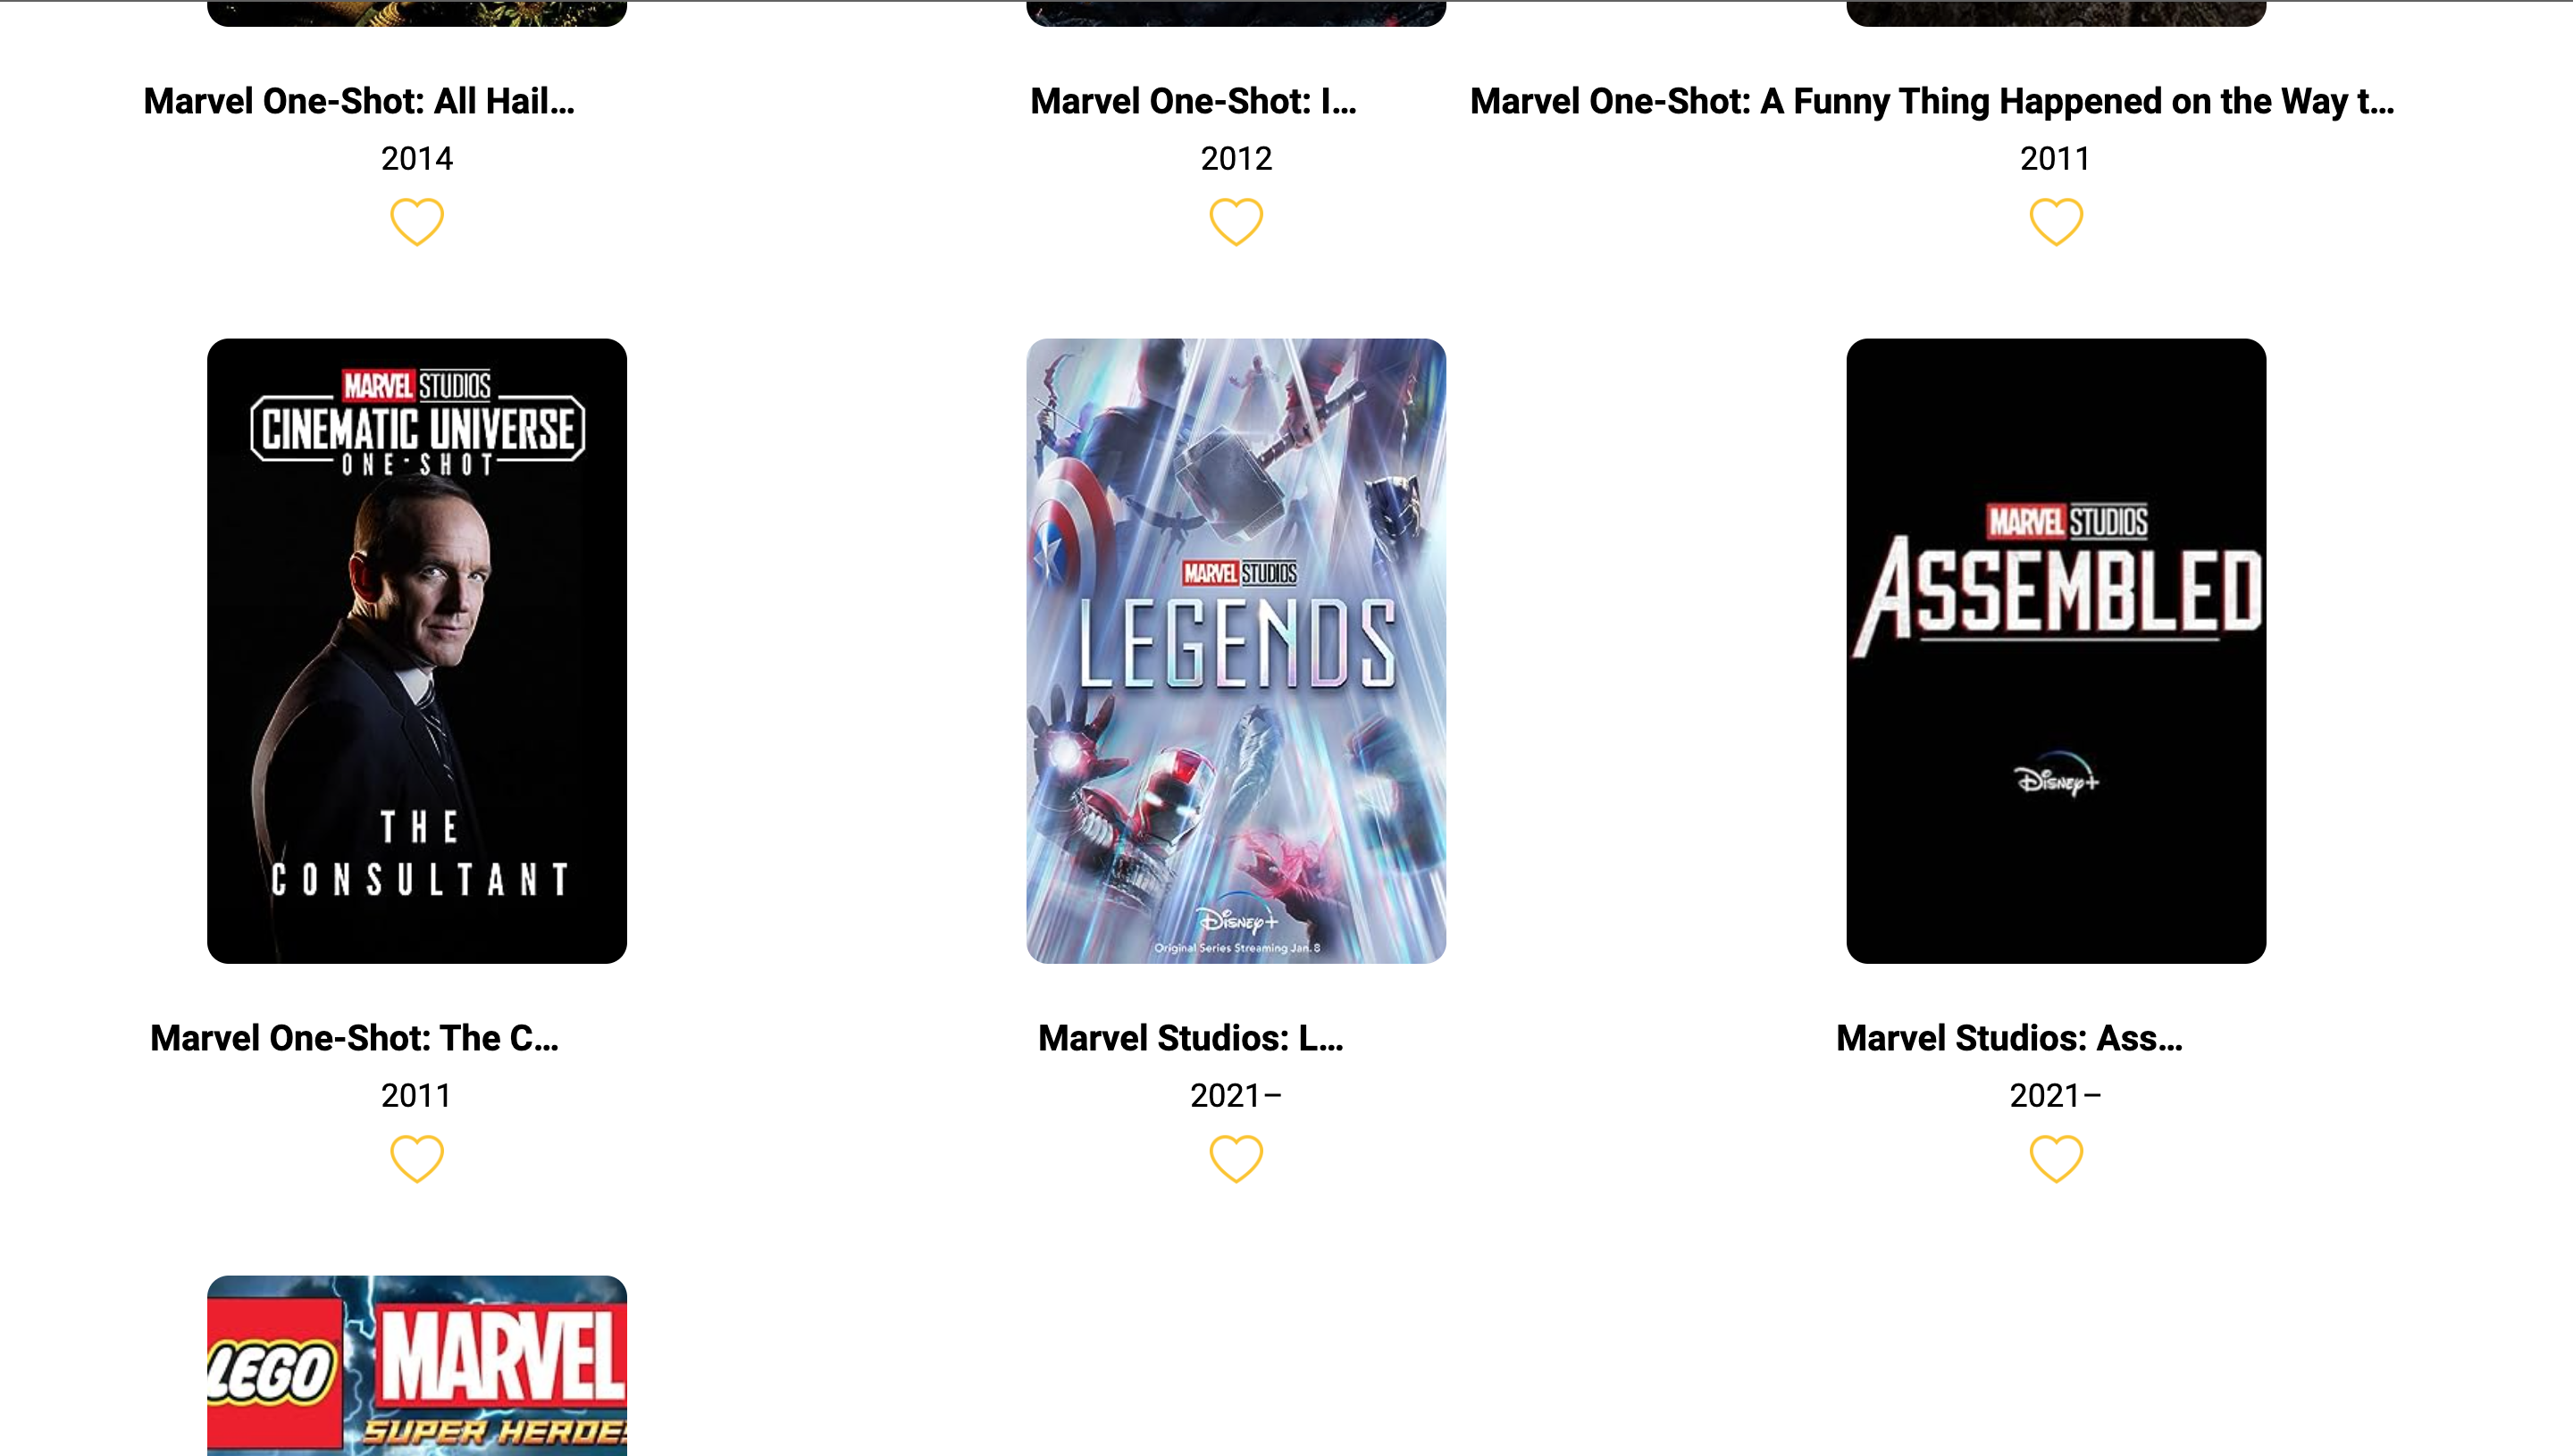 Marvel One-Shot: All Hail...
Marvel One-Shot: I...
Marvel One-Shot: A Funny Thing Happened on the Way t...
2014
2012
2011
MARVEL STUDIOS
CINEMATIC UNIVERSE
ONE-SHOT
THE
CONSULTANT
MARVEL STUDIOS
LEGENDS
Disney+
Original Series Streaming Jan.8
MARVEL STUDIOS
ASSEMBLED
Disney+
Marvel One-Shot: The C...
Marvel Studios: L...
Marvel Studios: Ass...
2011
2021–
2021–
LEGO MARVEL
SUPER HEROES